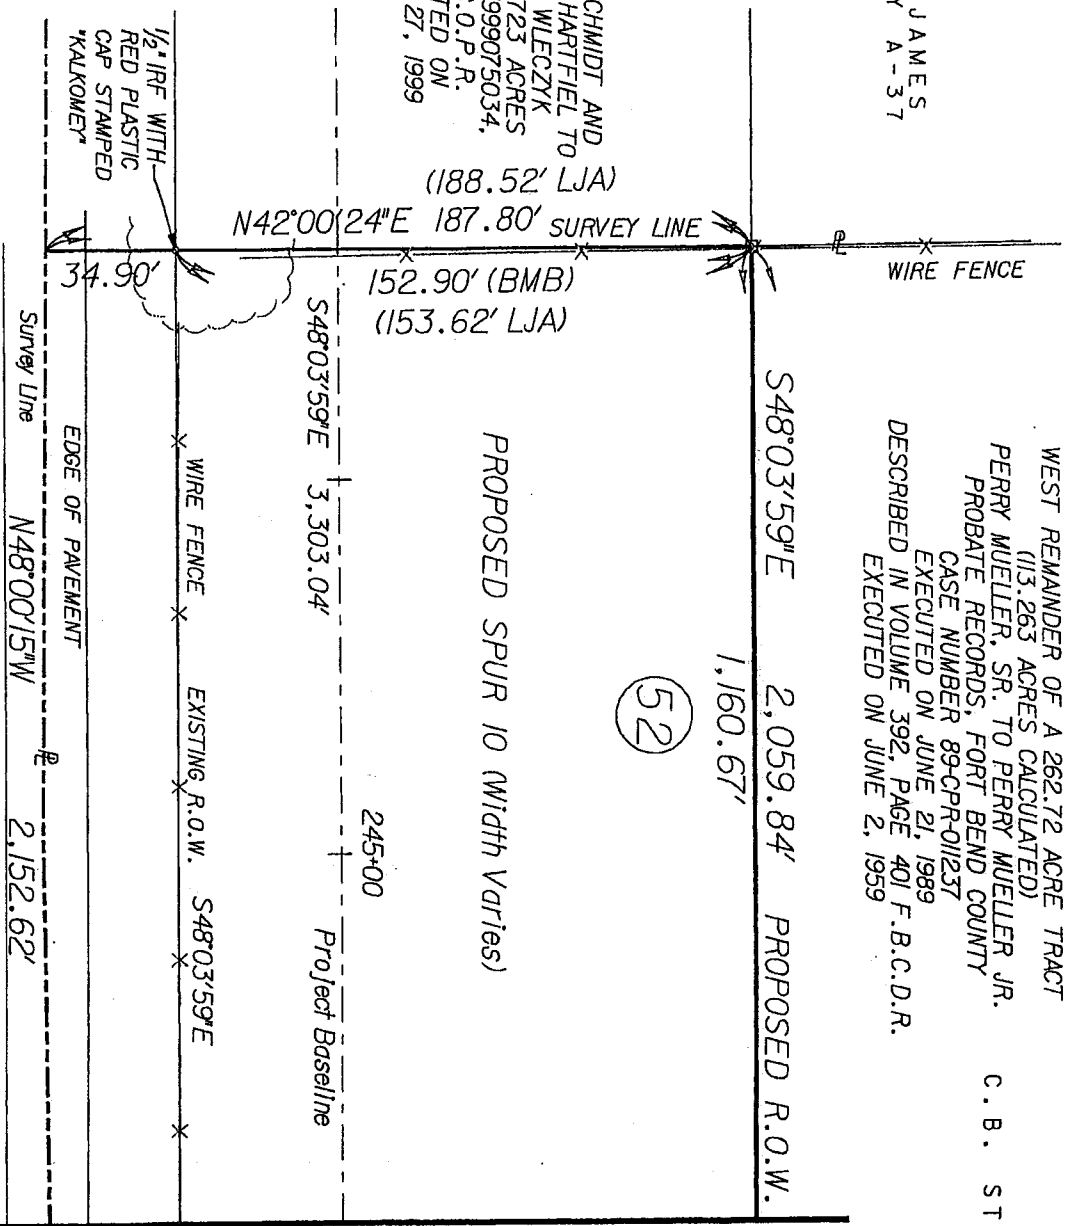 JAMES
Y A-37
CHMIDT AND
HARTFIEL TO
WLECZYK
723 ACRES
999075034,
.O.P.R.
TED ON
27, 1999
1/2" IRF WITH
RED PLASTIC
CAP STAMPED
"KALKOMEY"
(188.52' LJA)
N42°00'24"E 187.80' SURVEY LINE
34.90'
152.90' (BMB)
(153.62' LJA)
WIRE FENCE
WEST REMAINDER OF A 262.72 ACRE TRACT
(113.263 ACRES CALCULATED)
PERRY MUELLER, SR. TO PERRY MUELLER JR.
PROBATE RECORDS, FORT BEND COUNTY
CASE NUMBER 89-CPR-011237
EXECUTED ON JUNE 21, 1989
DESCRIBED IN VOLUME 392, PAGE 401 F.B.C.D.R.
EXECUTED ON JUNE 2, 1959
C.B. ST
S48°03'59"E 2,059.84' PROPOSED R.O.W.
1,160.67'
52
PROPOSED SPUR 10 (Width Varies)
245+00
S48°03'59"E 3,303.04' Project Baseline
WIRE FENCE EXISTING R.O.W. S48°03'59"E
EDGE OF PAVEMENT
PL
PL
Survey Line N48°00'15"W 2,152.62'